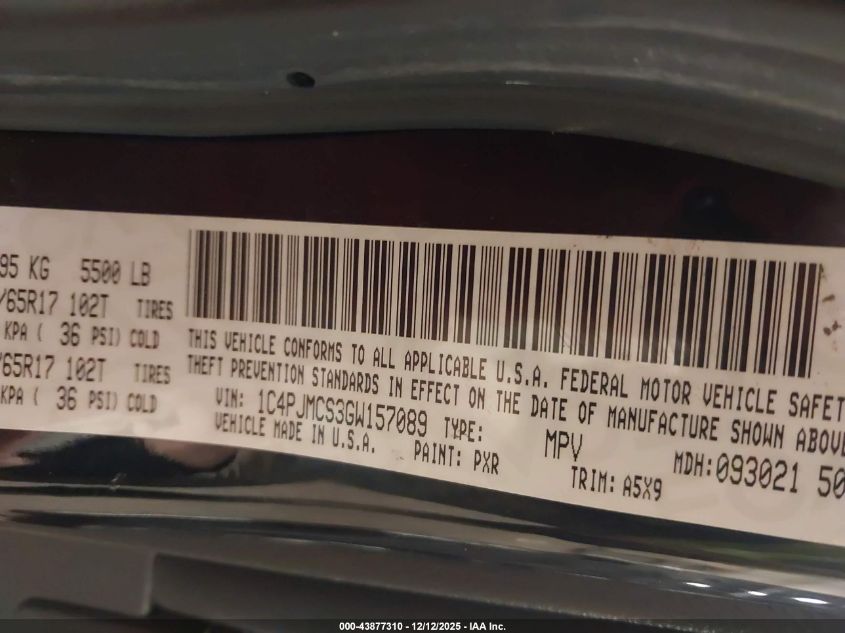 95 KG 5500 LB
/65R17 102T TIRES
KPA ( 36 PSI) COLD
/65R17 102T TIRES
KPA ( 36 PSI) COLD
THIS VEHICLE CONFORMS TO ALL APPLICABLE U.S.A. FEDERAL MOTOR VEHICLE SAFET
THEFT PREVENTION STANDARDS IN EFFECT ON THE DATE OF MANUFACTURE SHOWN ABOVE
VIN: 1C4PJMCS3GW157089 TYPE: MPV MDH: 093021 50
VEHICLE MADE IN U.S.A. PAINT: PXR TRIM: A5X9
000-43877310 - 12/12/2025 - IAA Inc.